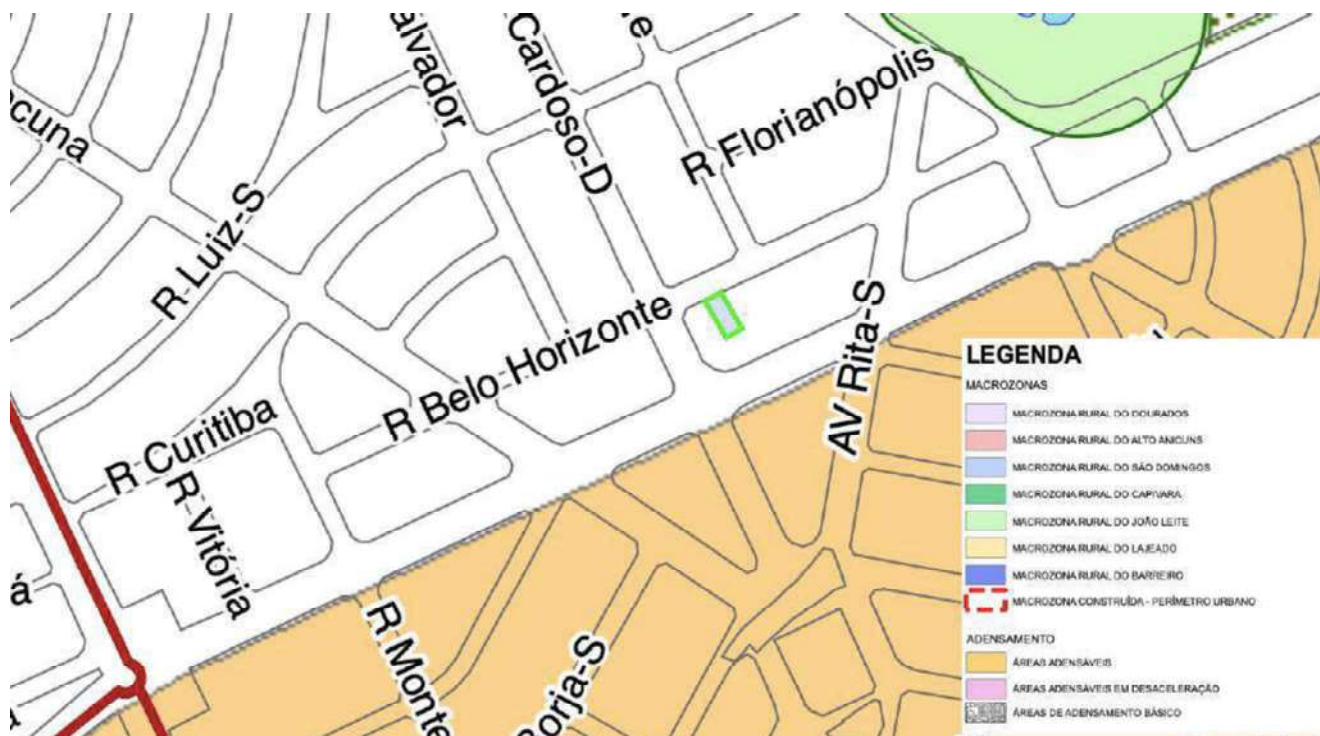 alvador
Cardoso-D
e
R Florianópolis
cuna
R Luiz-S
R Belo Horizonte
AV Rita-S
R Curitiba
R Vitória
á
R Monte
Borja-S
LEGENDA
MACROZONAS
MACROZONA RURAL DO DOURADOS
MACROZONA RURAL DO ALTO ANICUNS
MACROZONA RURAL DO SÃO DOMINGOS
MACROZONA RURAL DO CAPIVARA
MACROZONA RURAL DO JOÃO LEITE
MACROZONA RURAL DO LAJEADO
MACROZONA RURAL DO BARREIRO
MACROZONA CONSTRUÍDA - PERÍMETRO URBANO
ADENSAMENTO
ÁREAS ADENSÁVEIS
ÁREAS ADENSÁVEIS EM DESACELERAÇÃO
ÁREAS DE ADENSAMENTO BÁSICO